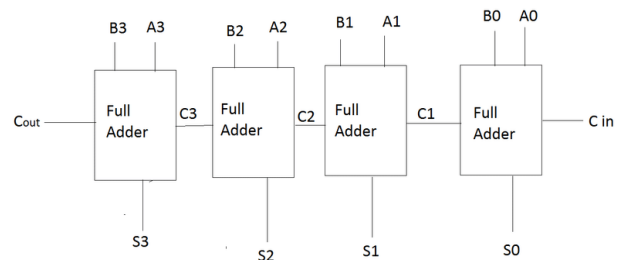 B3 A3 B2 A2 B1 A1 B0 A0
Full Adder
Full Adder
Full Adder
Full Adder
Cout C3 C2 C1 C in
S3 S2 S1 S0